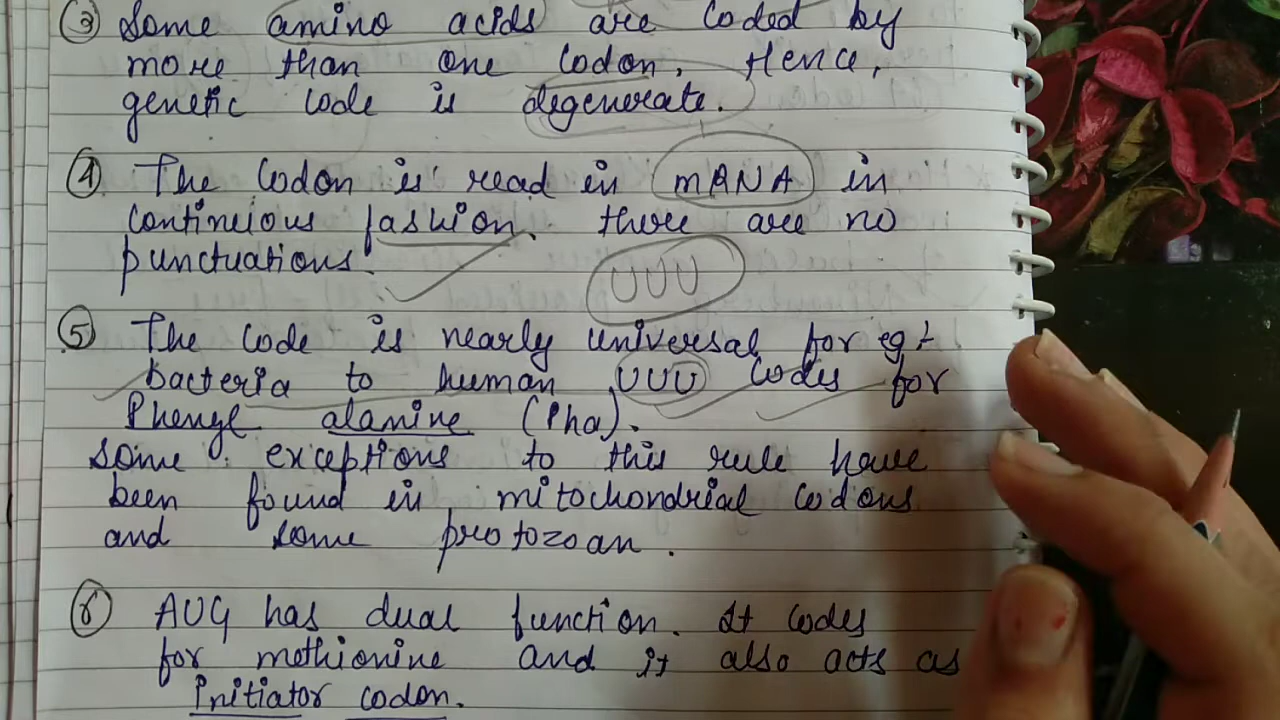 ③ Some amino acids are coded by
more than one codon. Hence,
genetic code is degenerate.
④ The codon is read in mRNA in
continuious fashion. there are no
punctuations.
UUU
⑤ The code is nearly universal for eg:-
bacteria to human UUU codes for
Phenyl alanine (Pha).
some exceptions to this rule have
been found in mitochondrial codons
and some protozoan.
⑥ AUG has dual function. It codes
for methionine and it also acts as
initiator codon.